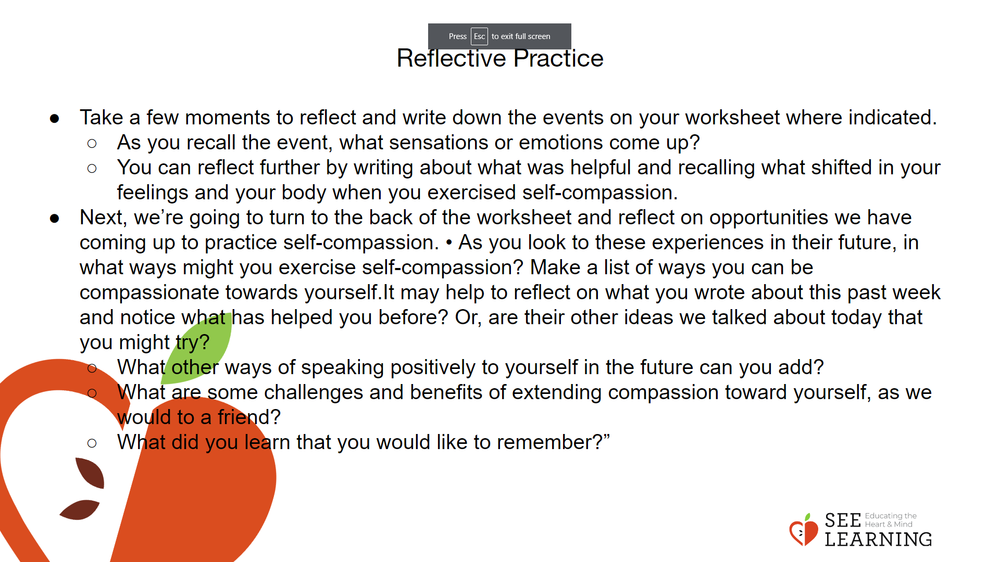 Press Esc to exit full screen
Reflective Practice
● Take a few moments to reflect and write down the events on your worksheet where indicated.
○ As you recall the event, what sensations or emotions come up?
○ You can reflect further by writing about what was helpful and recalling what shifted in your
feelings and your body when you exercised self-compassion.
● Next, we’re going to turn to the back of the worksheet and reflect on opportunities we have
coming up to practice self-compassion. • As you look to these experiences in their future, in
what ways might you exercise self-compassion? Make a list of ways you can be
compassionate towards yourself.It may help to reflect on what you wrote about this past week
and notice what has helped you before? Or, are their other ideas we talked about today that
you might try?
○ What other ways of speaking positively to yourself in the future can you add?
○ What are some challenges and benefits of extending compassion toward yourself, as we
would to a friend?
○ What did you learn that you would like to remember?”
SEE Educating the
Heart & Mind
LEARNING